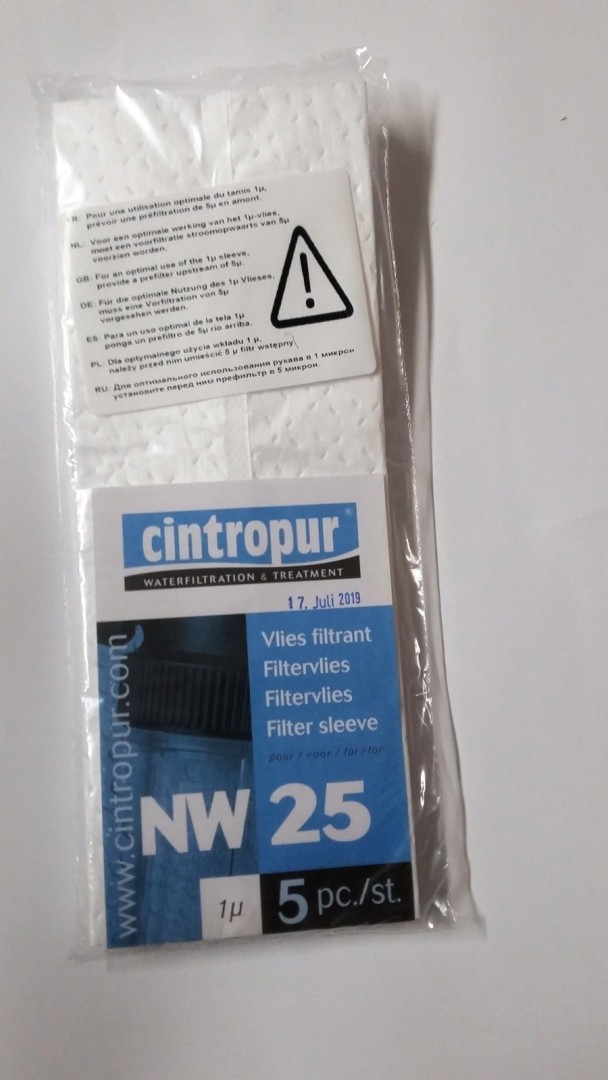 FR: Pour une utilisation optimale du tamis 1µ,
prévoir une préfiltration de 5µ en amont.
NL: Voor een optimale werking van het 1µ-vlies,
moet een voorfiltratie stroomopwaarts van 5µ
voorzien worden.
GB: For an optimal use of the 1µ sleeve,
provide a prefilter upstream of 5µ.
DE: Für die optimale Nutzung des 1µ Vlieses,
muss eine Vorfiltration von 5µ
vorgesehen werden.
ES: Para un uso optimal de la tela 1µ
ponga un prefiltro de 5µ rio arriba.
PL: Dla optymalnego użycia wkładu 1 µ,
należy przed nim umieścić 5 µ filtr wstępny.
RU: Для оптимального использования рукава в 1 микрон
установите перед ним префильтр в 5 микрон.
cintropur®
WATERFILTRATION & TREATMENT
17. Juli 2019
Vlies filtrant
Filtervlies
Filtervlies
Filter sleeve
pour / voor / für / for
www.cintropur.com
NW 25
1µ
5 pc./st.